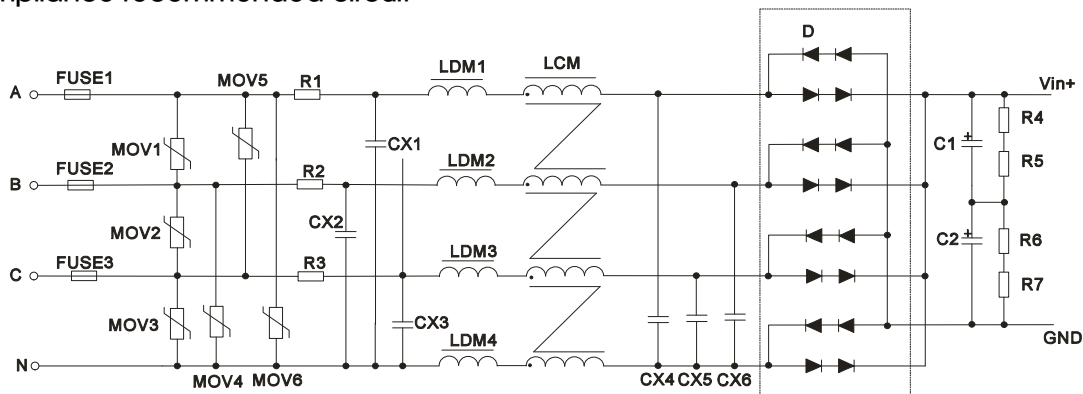 mpliance recommended circuit
D
FUSE1
MOV5
R1
LDM1
LCM
A
Vin+
R4
MOV1
CX1
C1
FUSE2
R2
LDM2
R5
B
MOV2
CX2
C2
R6
FUSE3
R3
LDM3
C
R7
MOV3
CX3
LDM4
GND
N
MOV4
MOV6
CX4
CX5
CX6